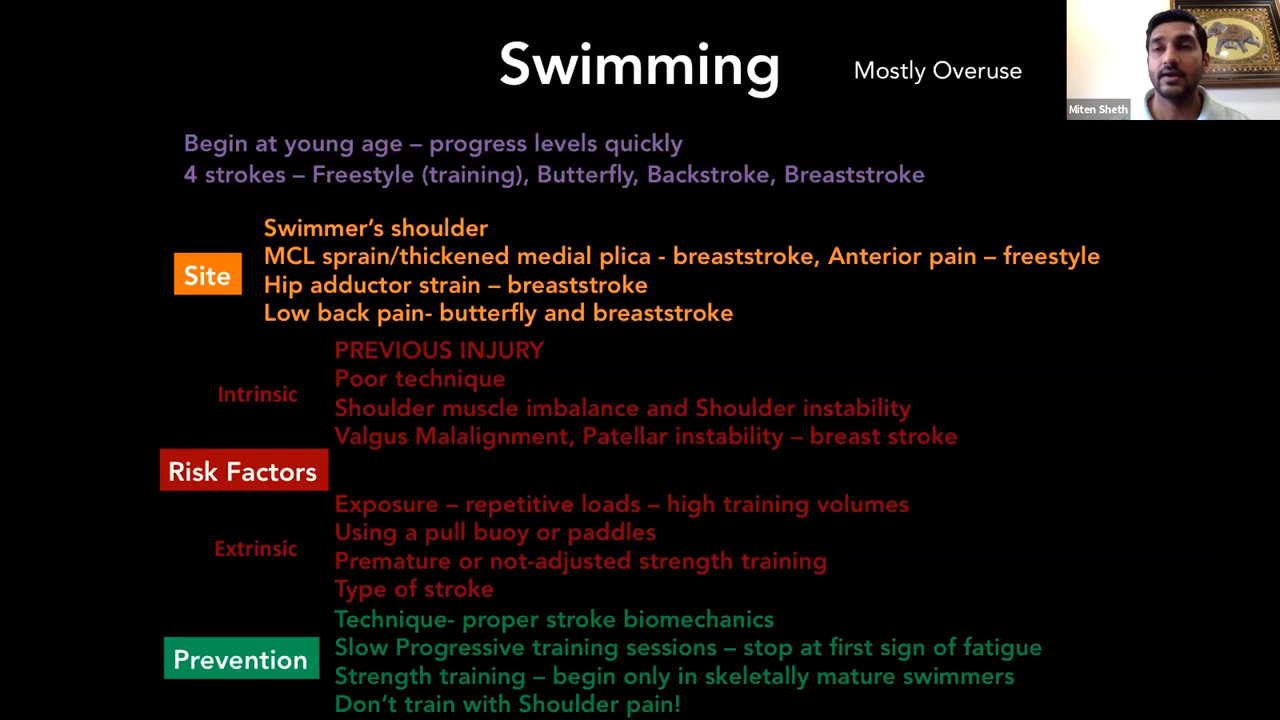 Swimming
Mostly Overuse
Miten Sheth
Begin at young age – progress levels quickly
4 strokes – Freestyle (training), Butterfly, Backstroke, Breaststroke
Site
Swimmer’s shoulder
MCL sprain/thickened medial plica - breaststroke, Anterior pain – freestyle
Hip adductor strain – breaststroke
Low back pain- butterfly and breaststroke
Risk Factors
Intrinsic
PREVIOUS INJURY
Poor technique
Shoulder muscle imbalance and Shoulder instability
Valgus Malalignment, Patellar instability – breast stroke
Extrinsic
Exposure – repetitive loads – high training volumes
Using a pull buoy or paddles
Premature or not-adjusted strength training
Type of stroke
Prevention
Technique- proper stroke biomechanics
Slow Progressive training sessions – stop at first sign of fatigue
Strength training – begin only in skeletally mature swimmers
Don’t train with Shoulder pain!